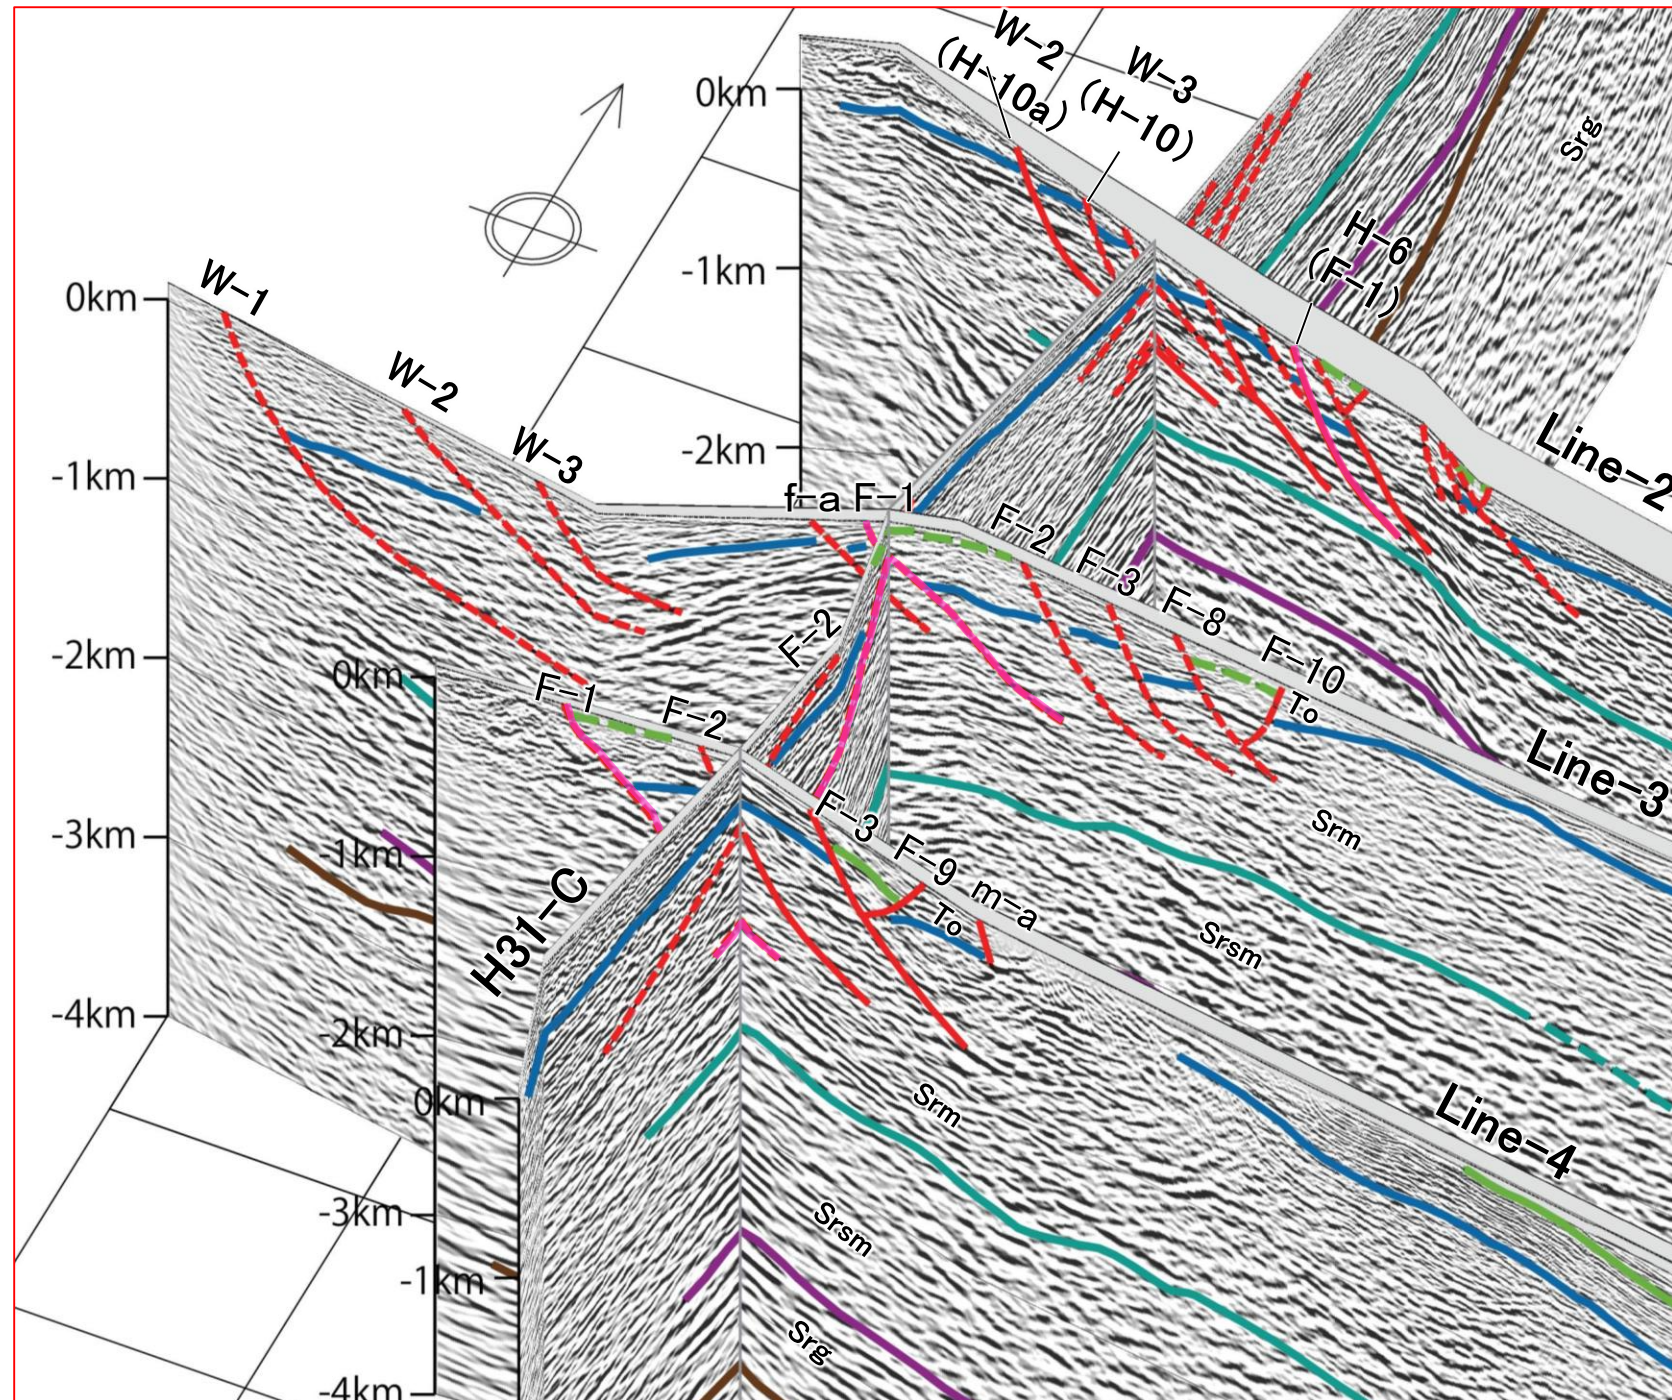 W-2
(H-10a)
W-3
(H-10)
0km
Srg
-1km
H-6
(F-1)
-2km
Line-2
W-1
0km
W-2
W-3
-1km
f-a
F-1
F-2
F-3
F-8
F-10
To
Line-3
-2km
F-2
0km
F-1
F-2
-3km
-1km
F-3
F-9
m-a
To
Srm
Srsm
H31-C
-4km
-2km
0km
Srm
Line-4
-3km
Srsm
-1km
Srg
-4km